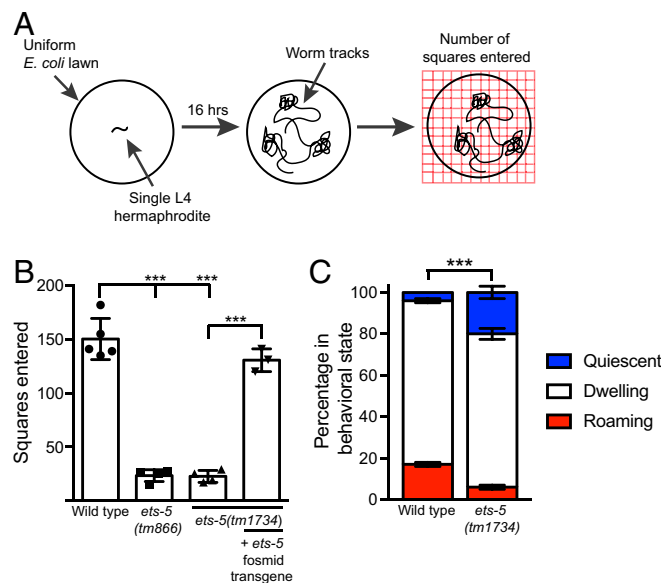 A
Uniform
E. coli lawn
Single L4
hermaphrodite
16 hrs
Worm tracks
Number of
squares entered
B
***
***
***
Squares entered
200
150
100
50
Wild type
ets-5
(tm866)
ets-5(tm1734)
+ ets-5
fosmid
transgene
C
***
Percentage in
behavioral state
100
80
60
40
20
0
Wild type
ets-5
(tm1734)
Quiescent
Dwelling
Roaming